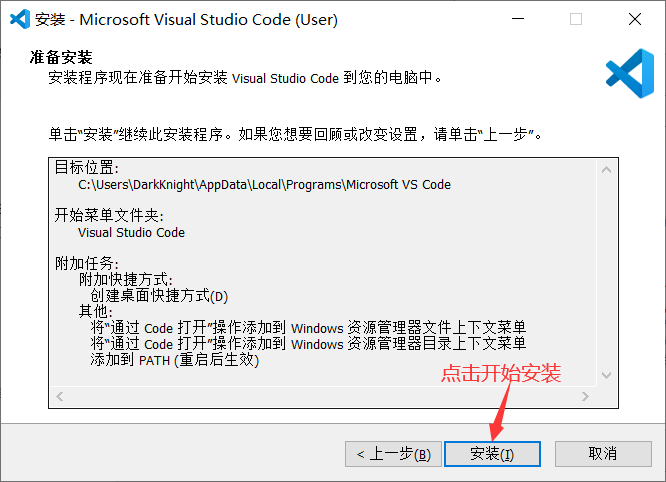 安装 - Microsoft Visual Studio Code (User)
准备安装
安装程序现在准备开始安装 Visual Studio Code 到您的电脑中。
单击“安装”继续此安装程序。如果您想要回顾或改变设置，请单击“上一步”。
目标位置:
C:\Users\DarkKnight\AppData\Local\Programs\Microsoft VS Code
开始菜单文件夹:
Visual Studio Code
附加任务:
附加快捷方式:
创建桌面快捷方式(D)
其他:
将“通过 Code 打开”操作添加到 Windows 资源管理器文件上下文菜单
将“通过 Code 打开”操作添加到 Windows 资源管理器目录上下文菜单
添加到 PATH (重启后生效)
点击开始安装
< 上一步(B)
安装(I)
取消